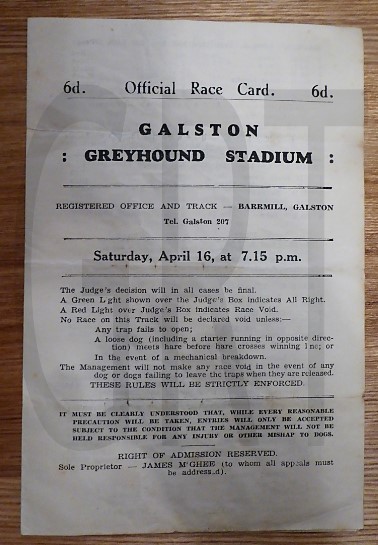 6d. Official Race Card. 6d.
GALSTON
: GREYHOUND STADIUM :
REGISTERED OFFICE AND TRACK — BARRMILL, GALSTON
Tel. Galston 207
Saturday, April 16, at 7.15 p.m.
The Judge's decision will in all cases be final.
A Green L ght shown over the Judge's Box indicates All Right.
A Red Light over Judge's Box indicates Race Void.
No Race on this Track will be declared void unless:—
Any trap fails to open;
A loose dog (including a starter running in opposite direc-
tion) meets hare before hare crosses winning l ne; or
In the event of a mechanical breakdown.
The Management will not make any race void in the event of any
dog or dogs failing to leave the traps when they are released.
THESE RULES WILL BE STRICTLY ENFORCED.
IT MUST BE CLEARLY UNDERSTOOD THAT, WHILE EVERY REASONABLE
PRECAUTION WILL BE TAKEN, ENTRIES WILL ONLY BE ACCEPTED
SUBJECT TO THE CONDITION THAT THE MANAGEMENT WILL NOT BE
HELD RESPONSIBLE FOR ANY INJURY OR OTHER MISHAP TO DOGS.
RIGHT OF ADMISSION RESERVED.
Sole Proprietor — JAMES M'GHEE (to whom all appeals must
be address.d).
GPT